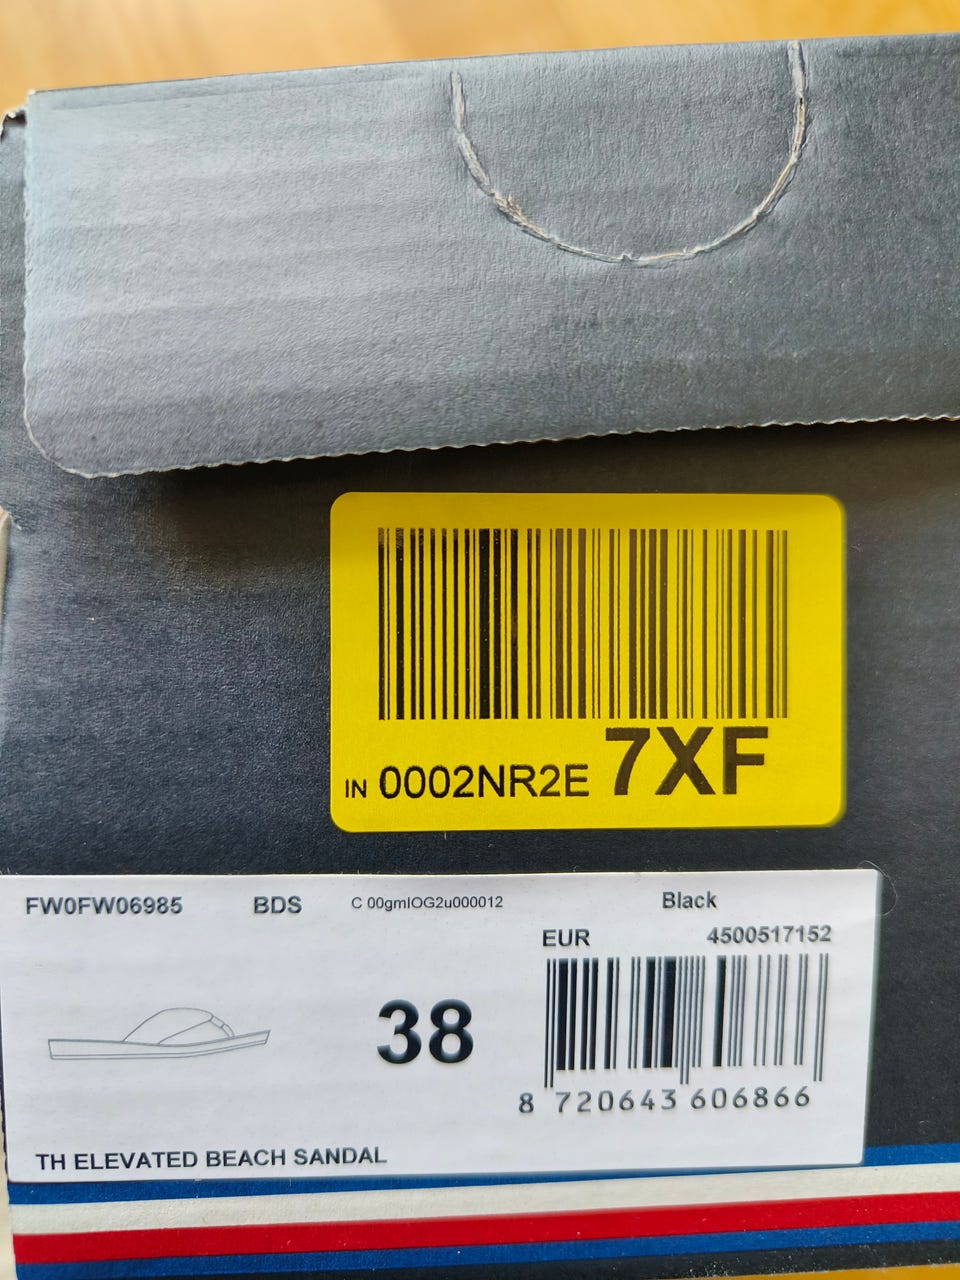 IN 0002NR2E 7XF
FW0FW06985 BDS C 00gmIOG2u000012 Black
EUR 4500517152
38
8 720643 606866
TH ELEVATED BEACH SANDAL